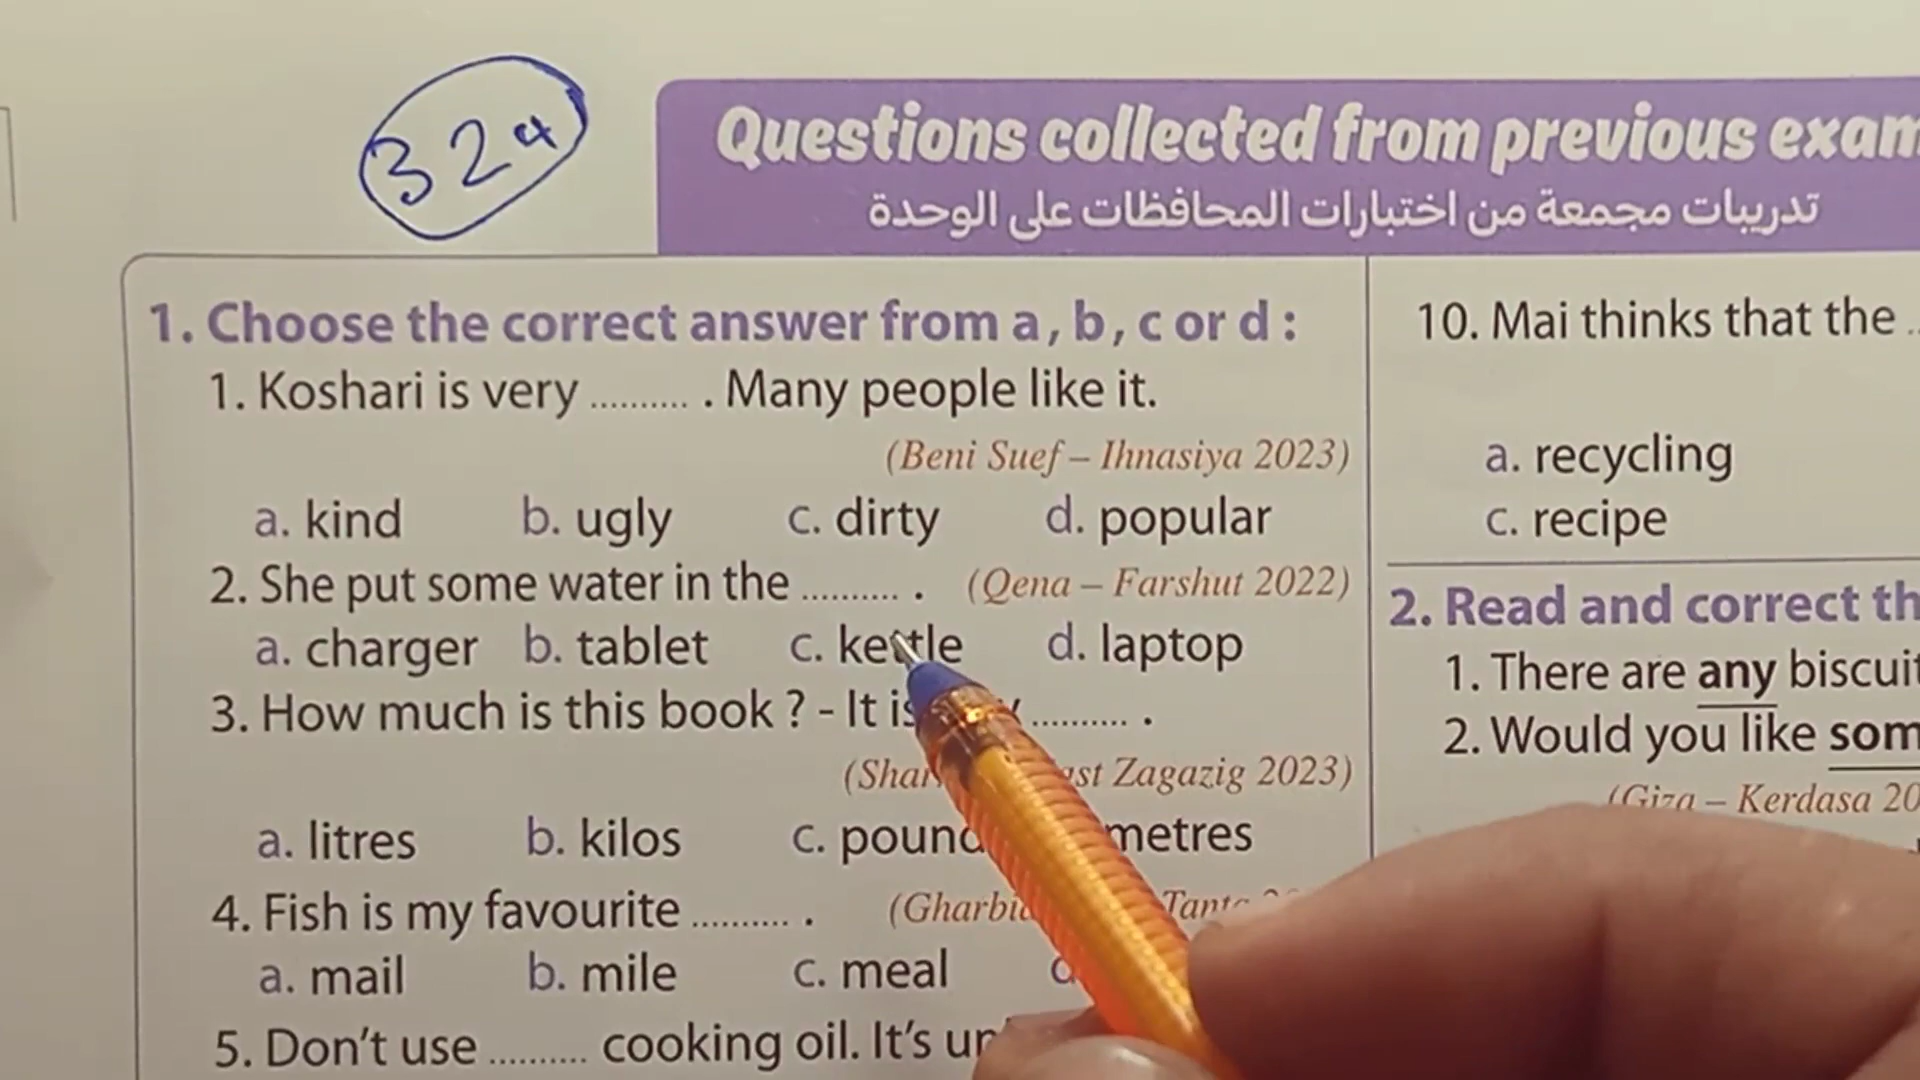 324
Questions collected from previous exam
تدريبات مجمعة من اختبارات المحافظات على الوحدة
1. Choose the correct answer from a , b , c or d :
1. Koshari is very .......... . Many people like it.
(Beni Suef – Ihnasiya 2023)
a. kind b. ugly c. dirty d. popular
2. She put some water in the .......... . (Qena – Farshut 2022)
a. charger b. tablet c. kettle d. laptop
3. How much is this book ? - It is .......... .
Zagazig 2023)
a. litres b. kilos c. pound metres
4. Fish is my favourite .......... .
a. mail b. mile c. meal
5. Don't use .......... cooking oil. It's
10. Mai thinks that the
a. recycling
c. recipe
2. Read and correct
1. There are any
2. Would you like
(Giza – Kerdasa